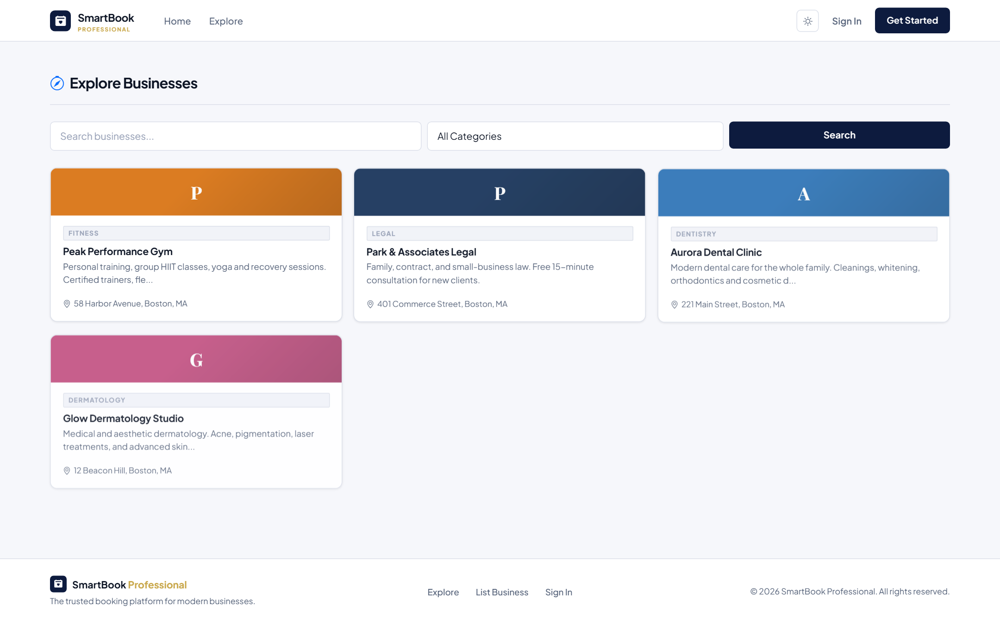 SmartBook
PROFESSIONAL
Home
Explore
Sign In
Get Started
Explore Businesses
Search businesses...
All Categories
Search
P
FITNESS
Peak Performance Gym
Personal training, group HIIT classes, yoga and recovery sessions.
Certified trainers, fle...
58 Harbor Avenue, Boston, MA
P
LEGAL
Park & Associates Legal
Family, contract, and small-business law. Free 15-minute
consultation for new clients.
401 Commerce Street, Boston, MA
A
DENTISTRY
Aurora Dental Clinic
Modern dental care for the whole family. Cleanings, whitening,
orthodontics and cosmetic d...
221 Main Street, Boston, MA
G
DERMATOLOGY
Glow Dermatology Studio
Medical and aesthetic dermatology. Acne, pigmentation, laser
treatments, and advanced skin...
12 Beacon Hill, Boston, MA
SmartBook Professional
The trusted booking platform for modern businesses.
Explore
List Business
Sign In
© 2026 SmartBook Professional. All rights reserved.